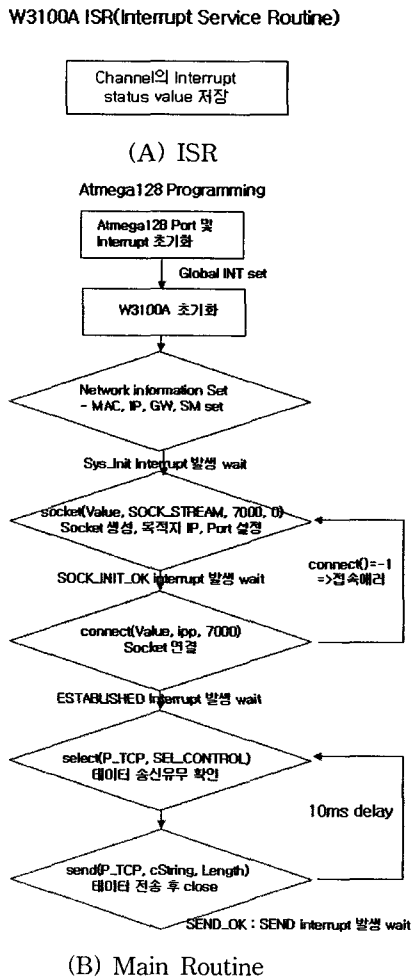 W3100A ISR(Interrupt Service Routine)
Channel의 Interrupt
status value 저장
(A) ISR
Atmega128 Programming
Atmega128 Port 및
Interrupt 초기화
Global INT set
W3100A 초기화
Network information Set
- MAC, IP, GW, SM set
Sys_Init Interrupt 발생 wait
socket(Value, SOCK_STREAM, 7000, 0)
Socket 생성, 목적지 IP, Port 설정
connect()=-1
=>접속애러
SOCK_INIT_OK interrupt 발생 wait
connect(Value, ipp, 7000)
Socket 연결
ESTABLISHED Interrupt 발생 wait
select(P_TCP, SEL_CONTROL)
테이터 송신유무 확인
10ms delay
send(P_TCP, cString, Length)
테이터 전송 후 close
SEND_OK : SEND interrupt 발생 wait
(B) Main Routine